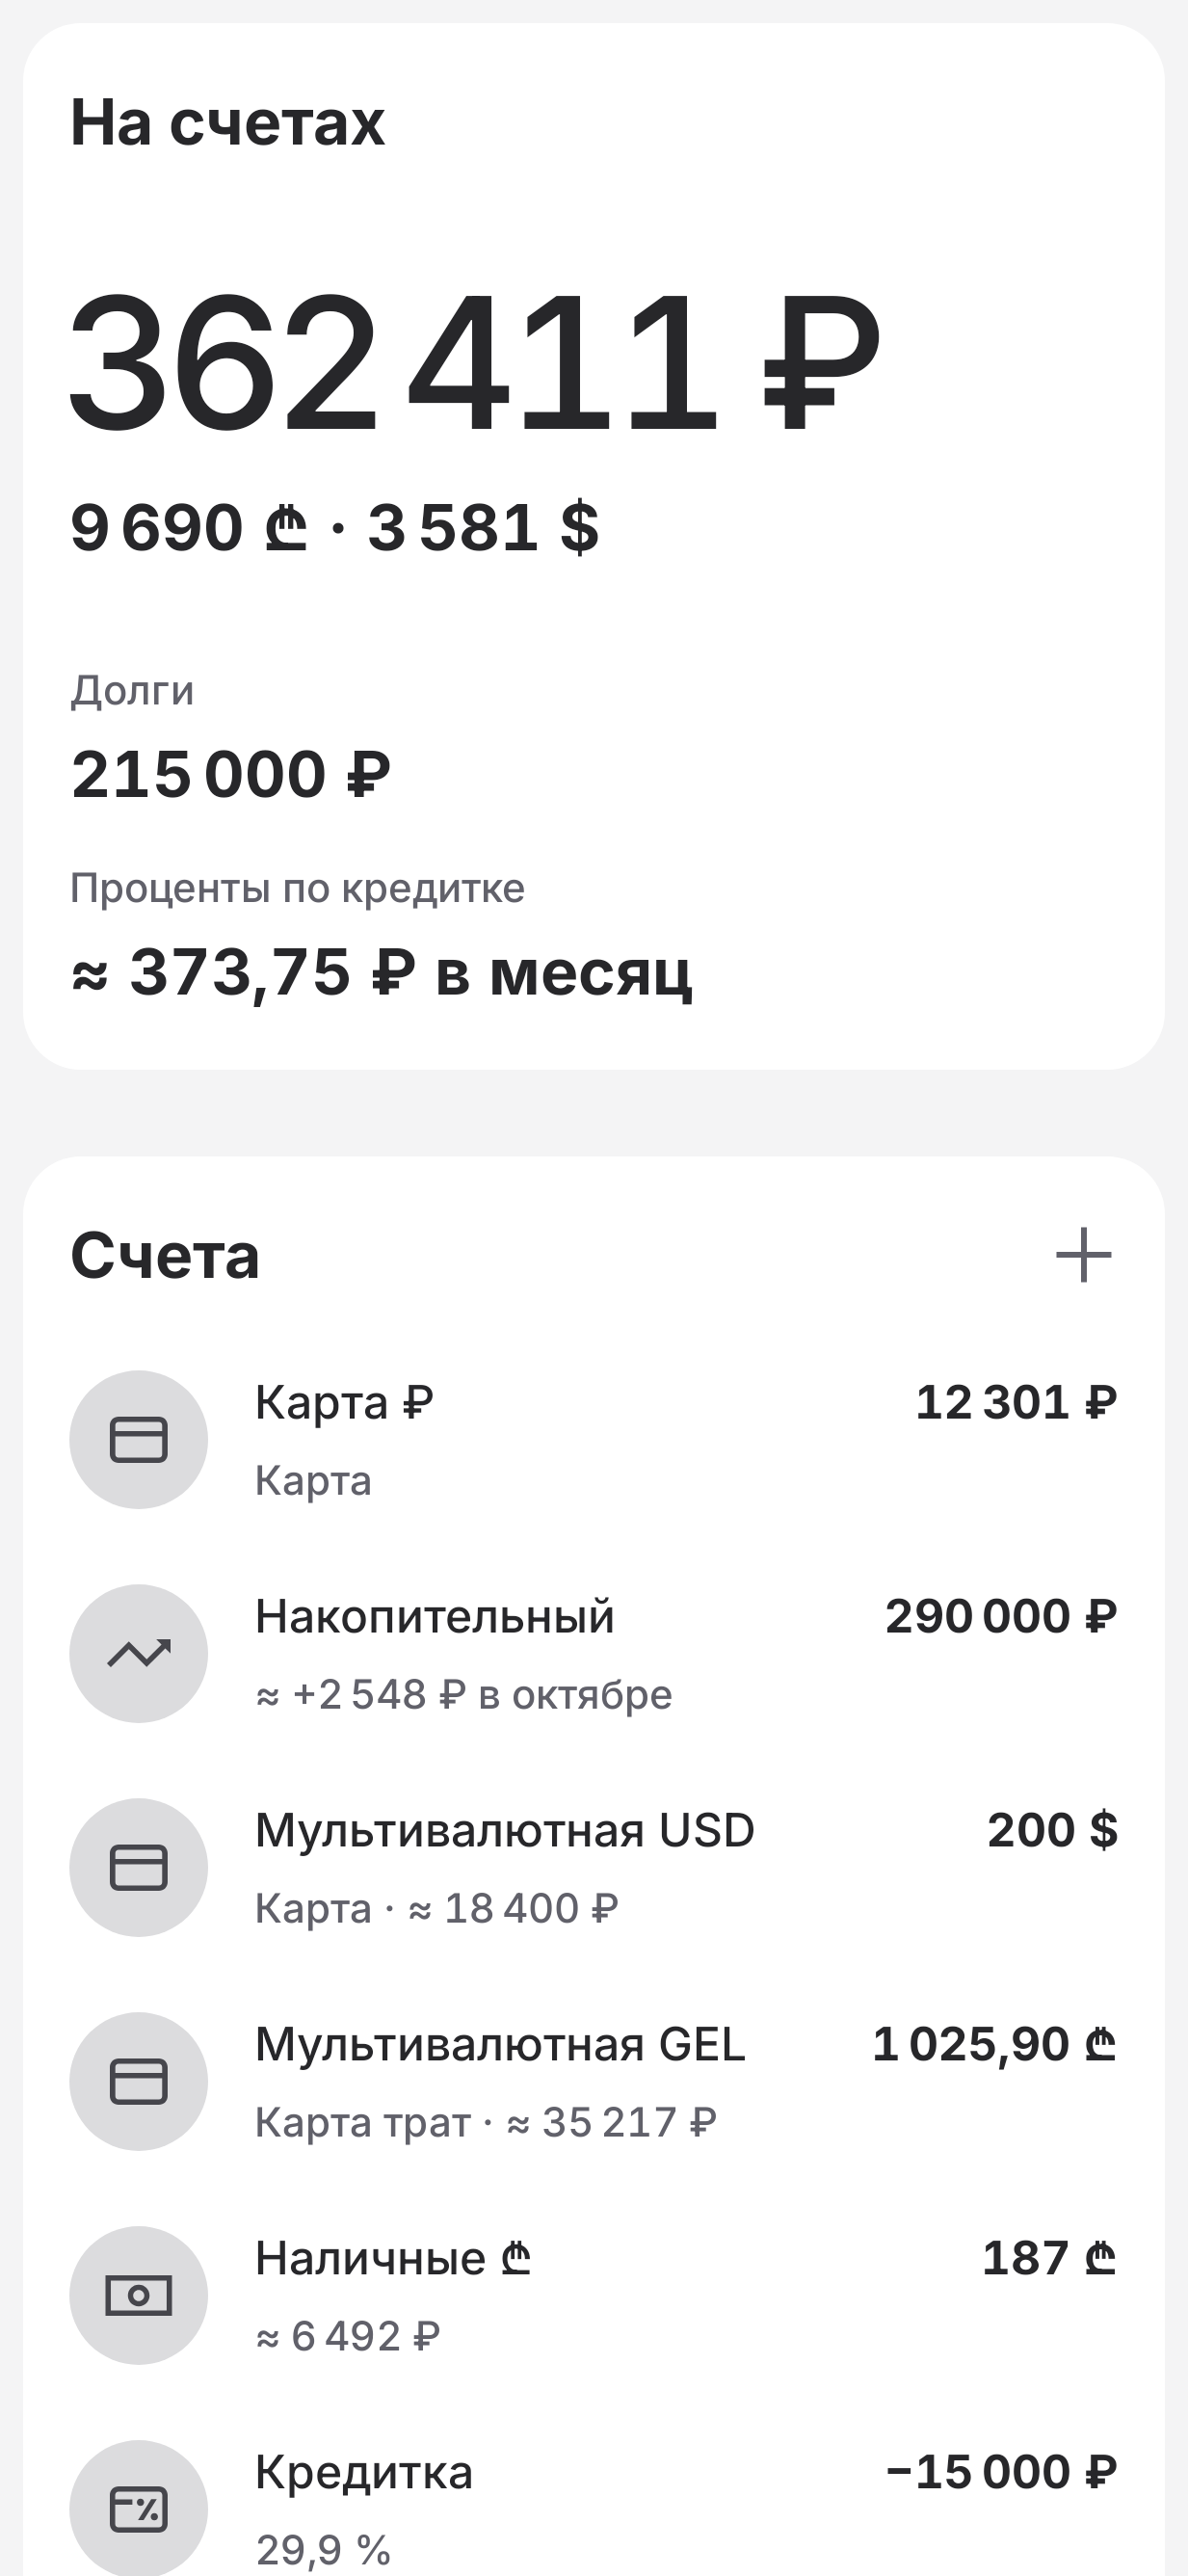 На счетах
362 411 ₽
9 690 ₾ · 3 581 $
Долги
215 000 ₽
Проценты по кредитке
≈ 373,75 ₽ в месяц
Счета
Карта ₽ 12 301 ₽
Карта
Накопительный 290 000 ₽
≈ +2 548 ₽ в октябре
Мультивалютная USD 200 $
Карта · ≈ 18 400 ₽
Мультивалютная GEL 1 025,90 ₾
Карта трат · ≈ 35 217 ₽
Наличные ₾ 187 ₾
≈ 6 492 ₽
Кредитка −15 000 ₽
29,9 %